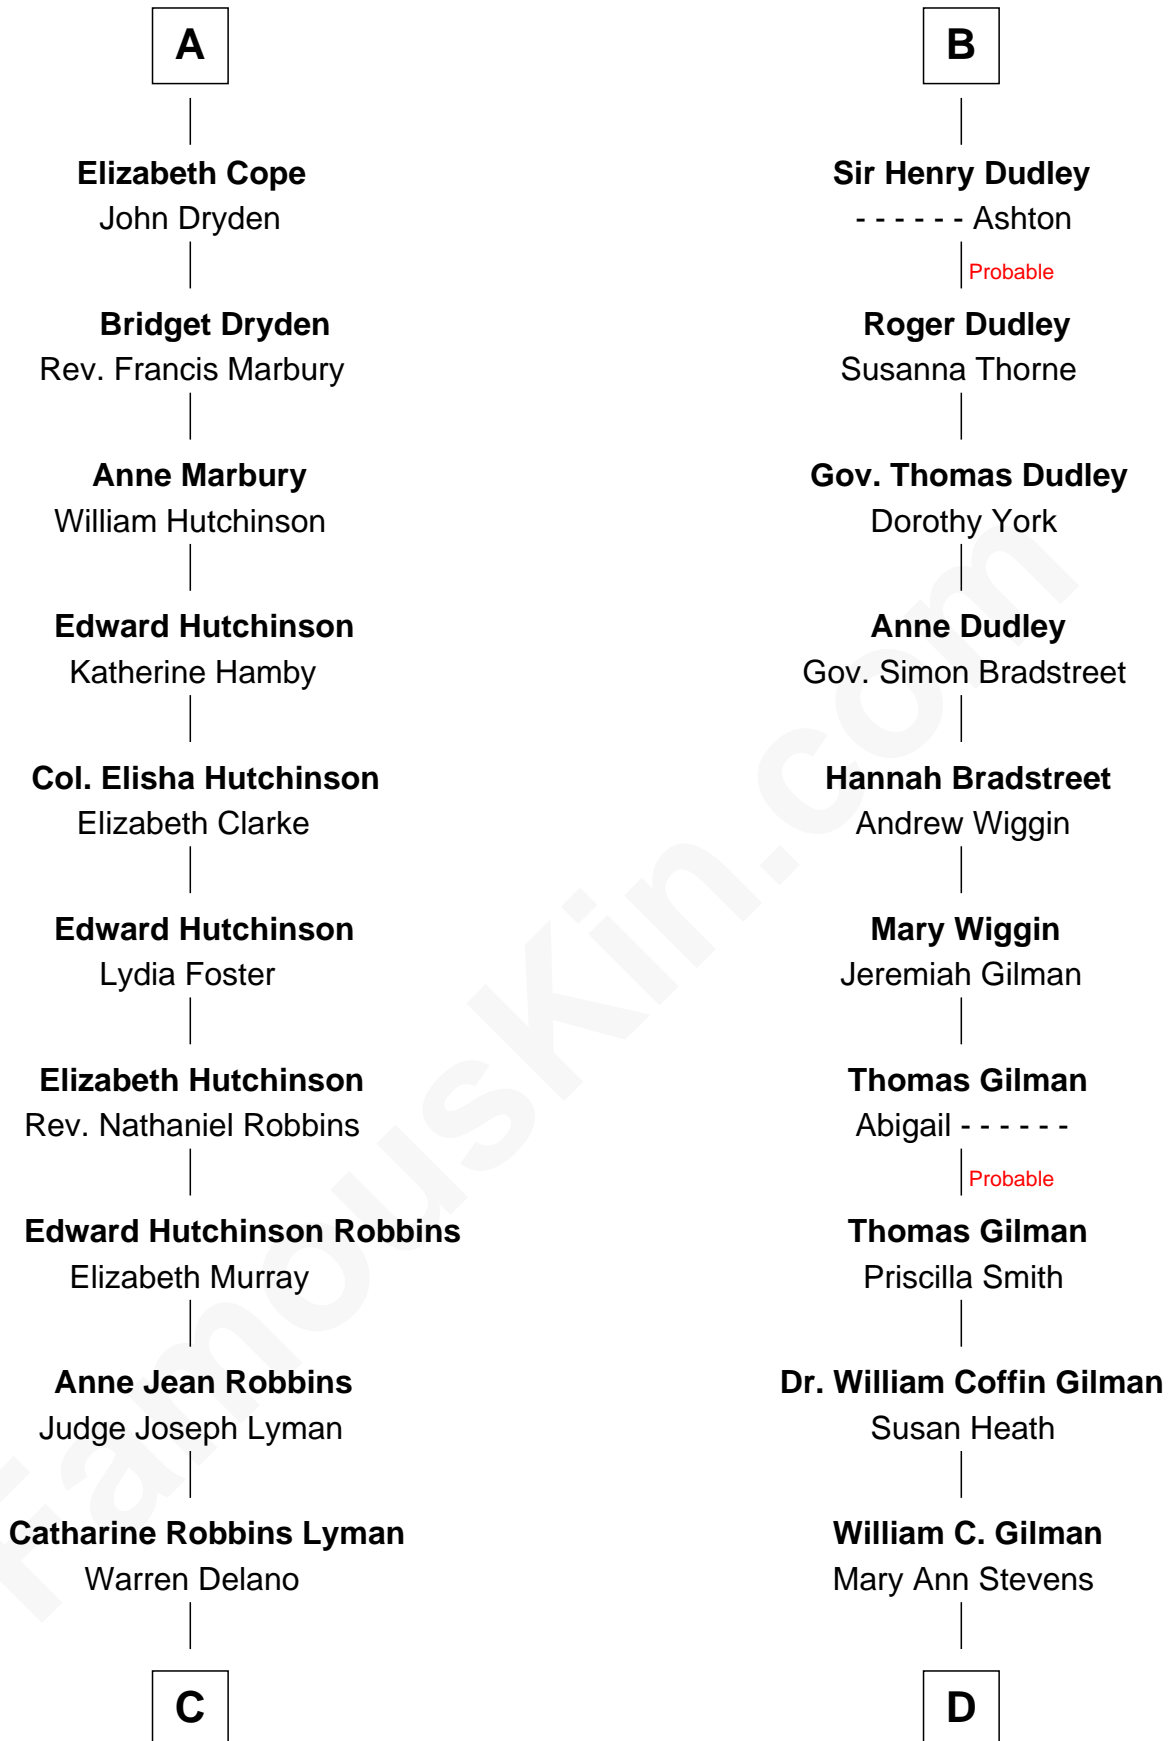 A
Elizabeth Cope
John Dryden
Bridget Dryden
Rev. Francis Marbury
Anne Marbury
William Hutchinson
Edward Hutchinson
Katherine Hamby
Col. Elisha Hutchinson
Elizabeth Clarke
Edward Hutchinson
Lydia Foster
Elizabeth Hutchinson
Rev. Nathaniel Robbins
Edward Hutchinson Robbins
Elizabeth Murray
Anne Jean Robbins
Judge Joseph Lyman
Catharine Robbins Lyman
Warren Delano
C
B
Sir Henry Dudley
- - - - - - Ashton
Probable
Roger Dudley
Susanna Thorne
Gov. Thomas Dudley
Dorothy York
Anne Dudley
Gov. Simon Bradstreet
Hannah Bradstreet
Andrew Wiggin
Mary Wiggin
Jeremiah Gilman
Thomas Gilman
Abigail - - - - - -
Probable
Thomas Gilman
Priscilla Smith
Dr. William Coffin Gilman
Susan Heath
William C. Gilman
Mary Ann Stevens
D
FamousKin.com